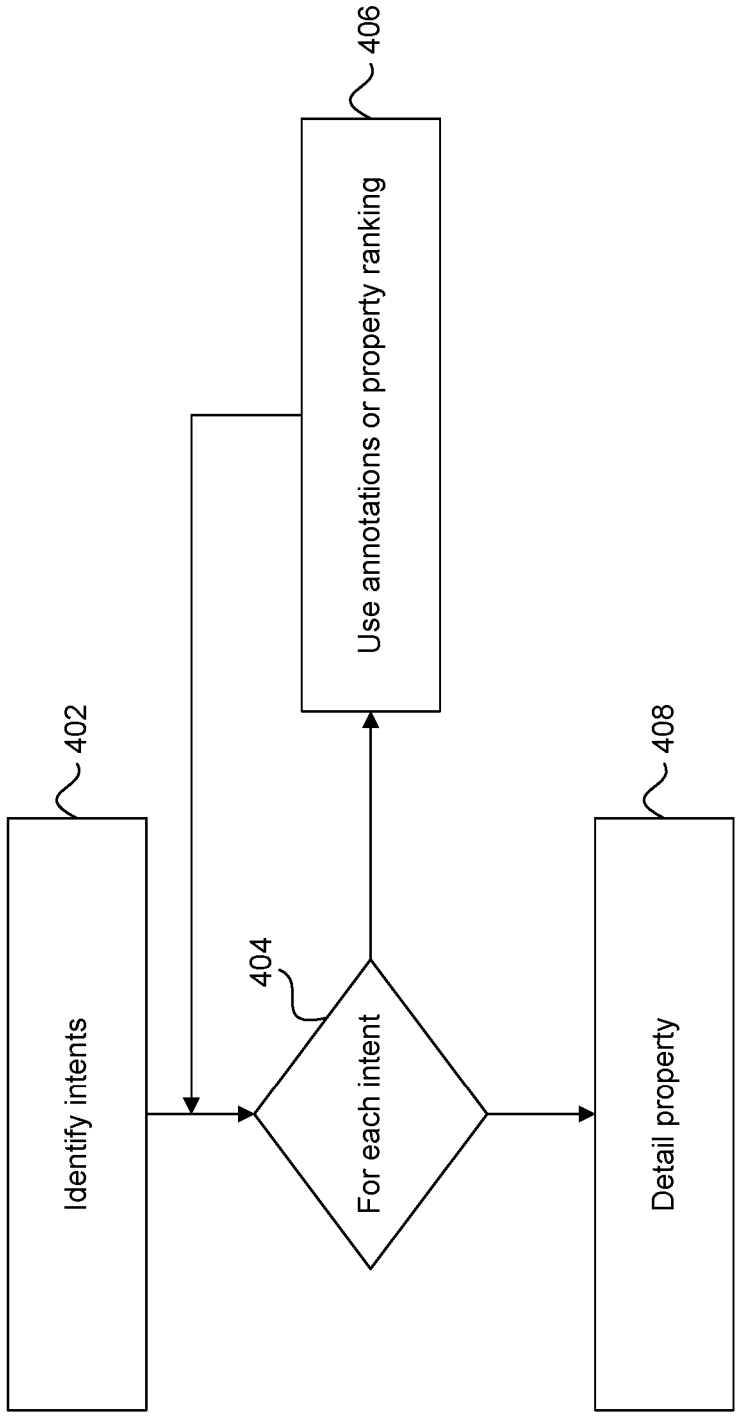 Identify intents
402
404
For each intent
Use annotations or property ranking
406
Detail property
408